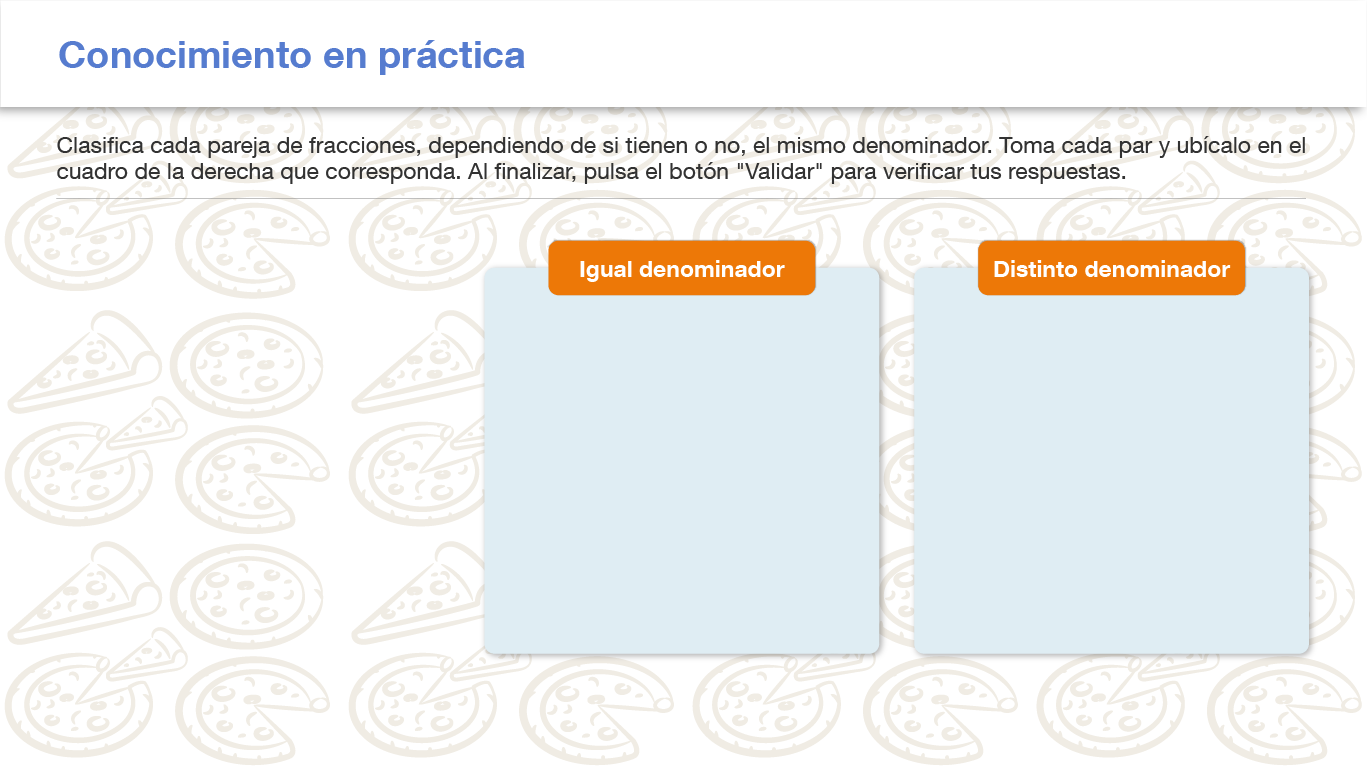 Conocimiento en práctica
Clasifica cada pareja de fracciones, dependiendo de si tienen o no, el mismo denominador. Toma cada par y ubícalo en el
cuadro de la derecha que corresponda. Al finalizar, pulsa el botón "Validar" para verificar tus respuestas.
Igual denominador
Distinto denominador